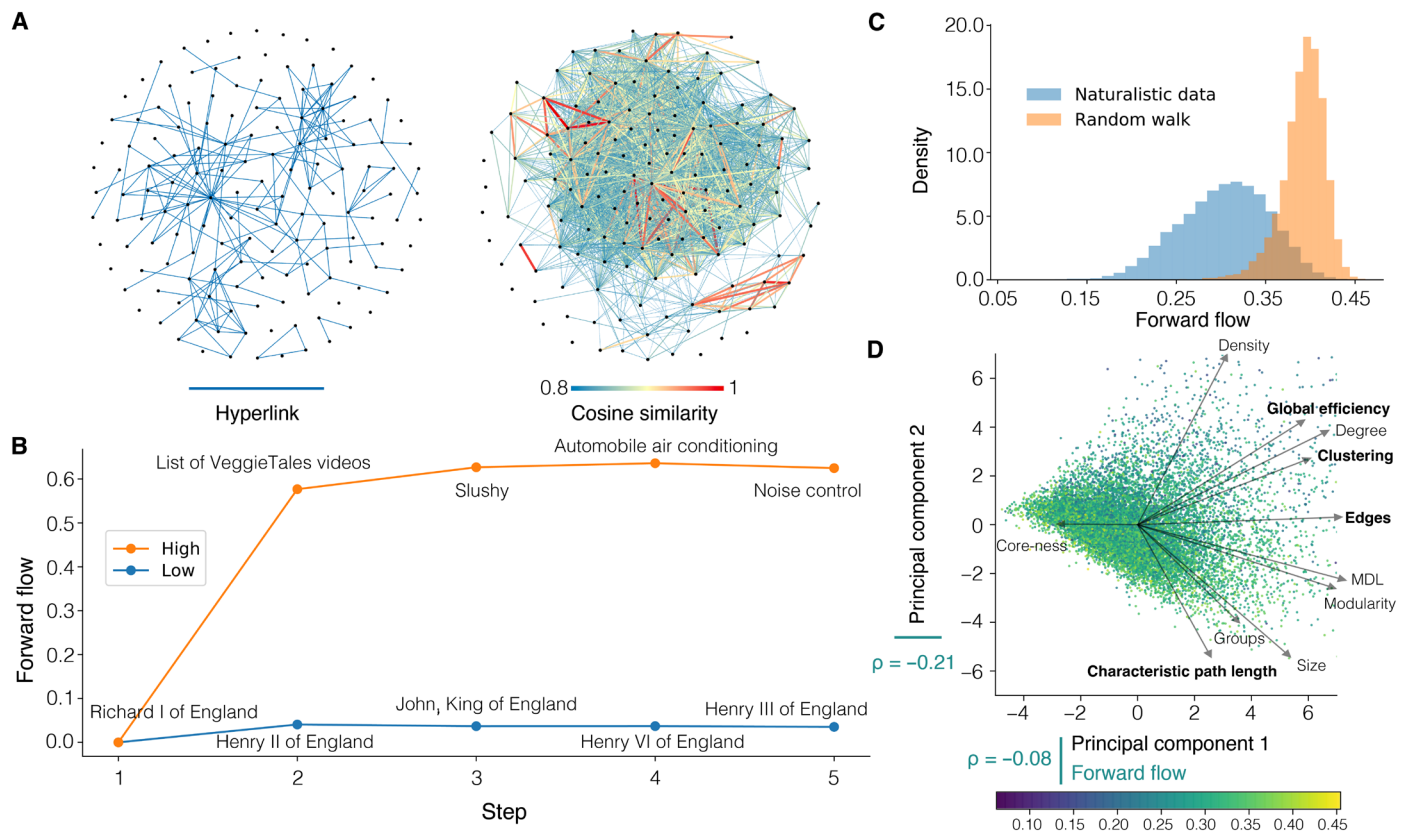 A
Hyperlink
0.8
1
Cosine similarity
B
Automobile air conditioning
List of VeggieTales videos
Slushy
Noise control
High
Low
Richard I of England
John, King of England
Henry III of England
Henry II of England
Henry VI of England
0.6
0.5
0.4
0.3
0.2
0.1
0.0
Forward flow
1
2
3
4
5
Step
C
20.0
15.0
10.0
5.0
0.0
Density
Naturalistic data
Random walk
0.05
0.15
0.25
0.35
0.45
Forward flow
D
Density
Global efficiency
Degree
Clustering
Edges
Core-ness
MDL
Modularity
Groups
Size
Characteristic path length
6
4
2
0
−2
−4
−6
Principal component 2
ρ = −0.21
−4
−2
0
2
4
6
Principal component 1
ρ = −0.08
Forward flow
0.10
0.15
0.20
0.25
0.30
0.35
0.40
0.45